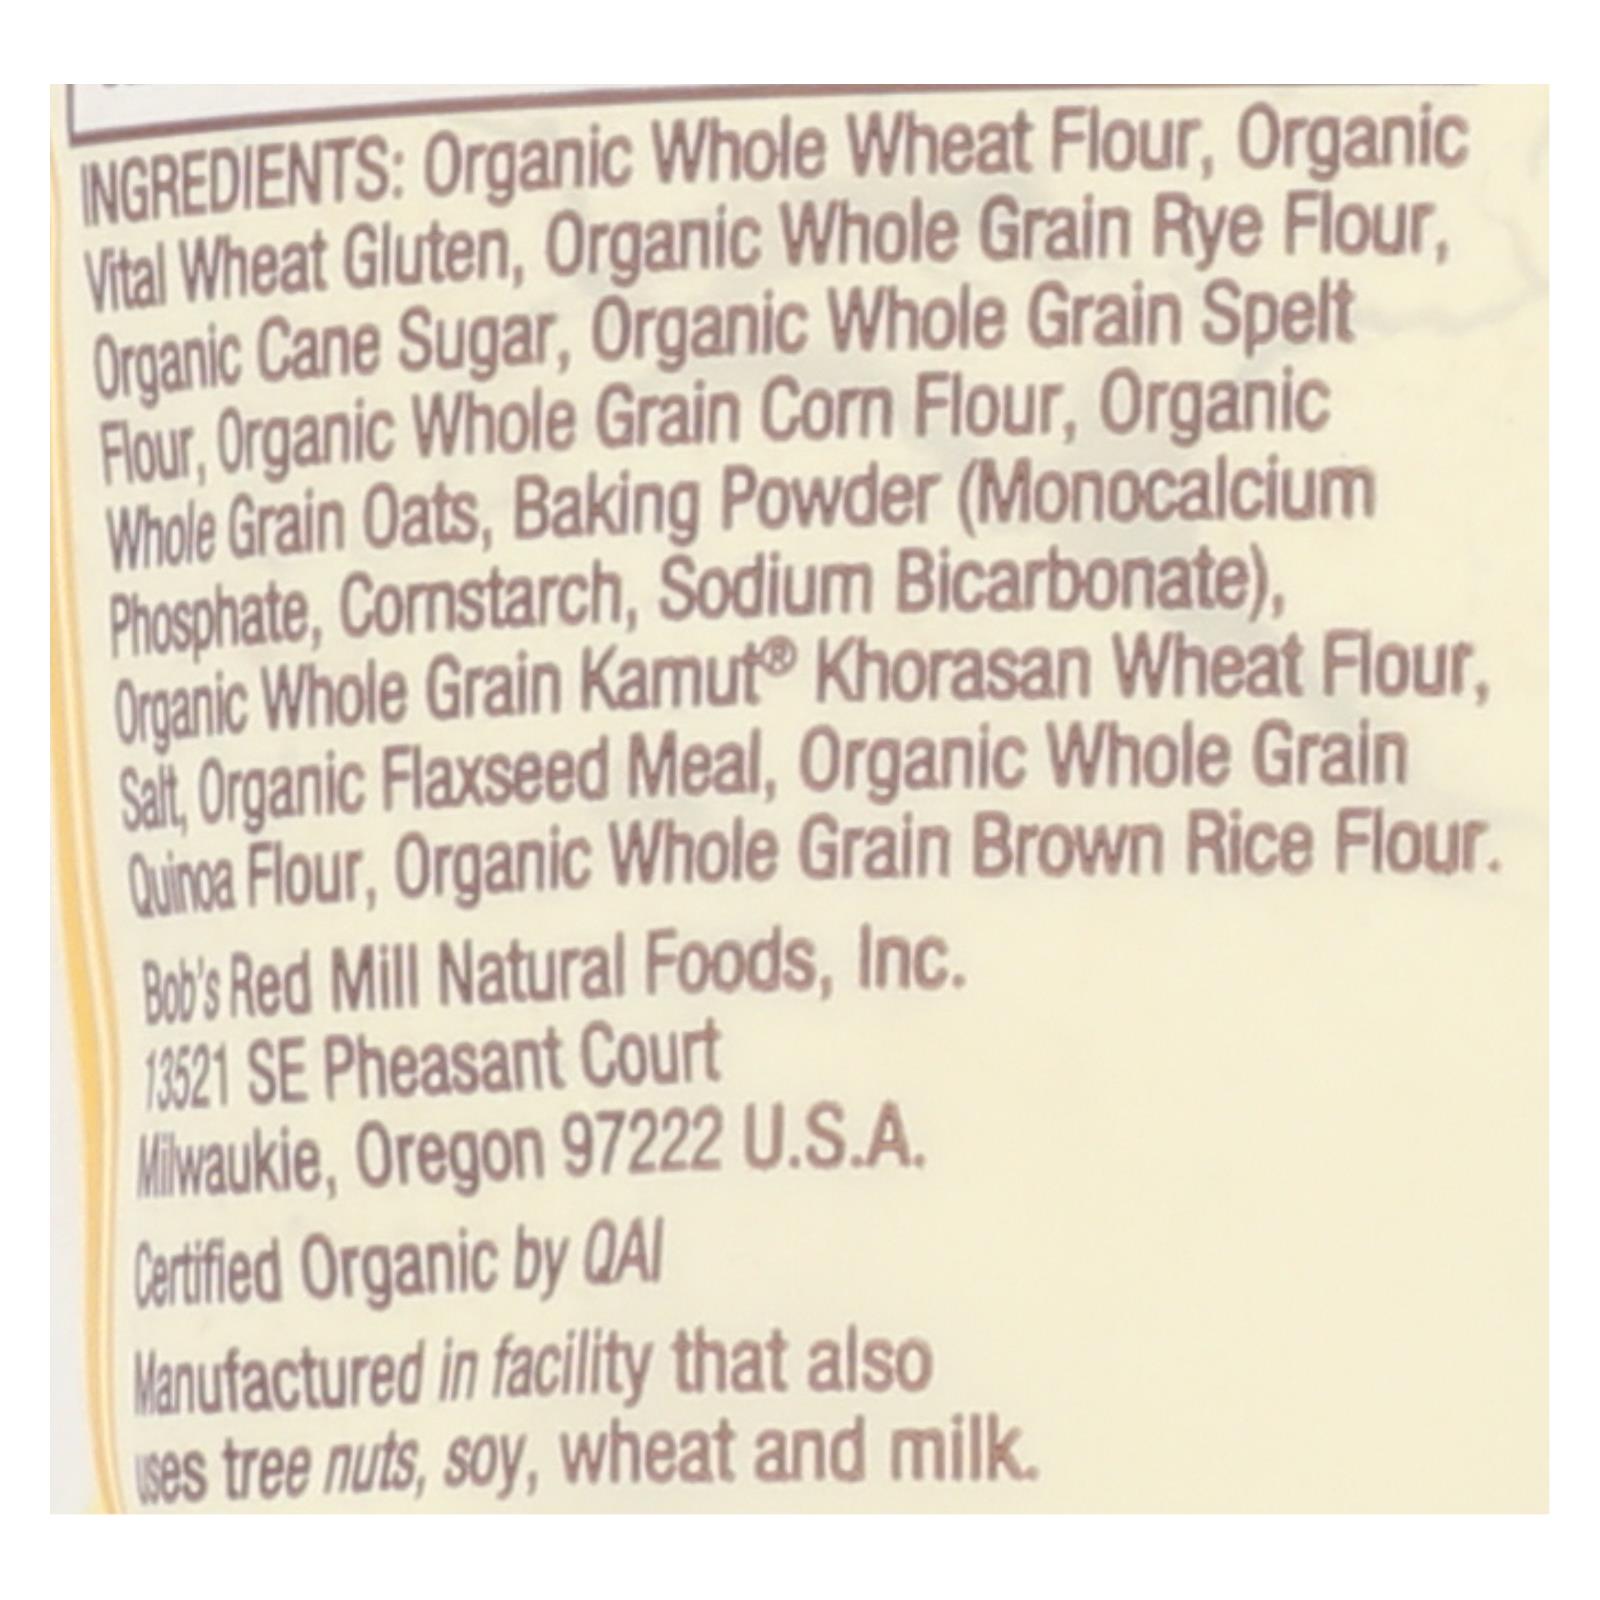 INGREDIENTS: Organic Whole Wheat Flour, Organic
Vital Wheat Gluten, Organic Whole Grain Rye Flour,
Organic Cane Sugar, Organic Whole Grain Spelt
Flour, Organic Whole Grain Corn Flour, Organic
Whole Grain Oats, Baking Powder (Monocalcium
Phosphate, Cornstarch, Sodium Bicarbonate),
Organic Whole Grain Kamut® Khorasan Wheat Flour,
Salt, Organic Flaxseed Meal, Organic Whole Grain
Quinoa Flour, Organic Whole Grain Brown Rice Flour.
Bob's Red Mill Natural Foods, Inc.
13521 SE Pheasant Court
Milwaukie, Oregon 97222 U.S.A.
Certified Organic by QAI
Manufactured in facility that also
uses tree nuts, soy, wheat and milk.